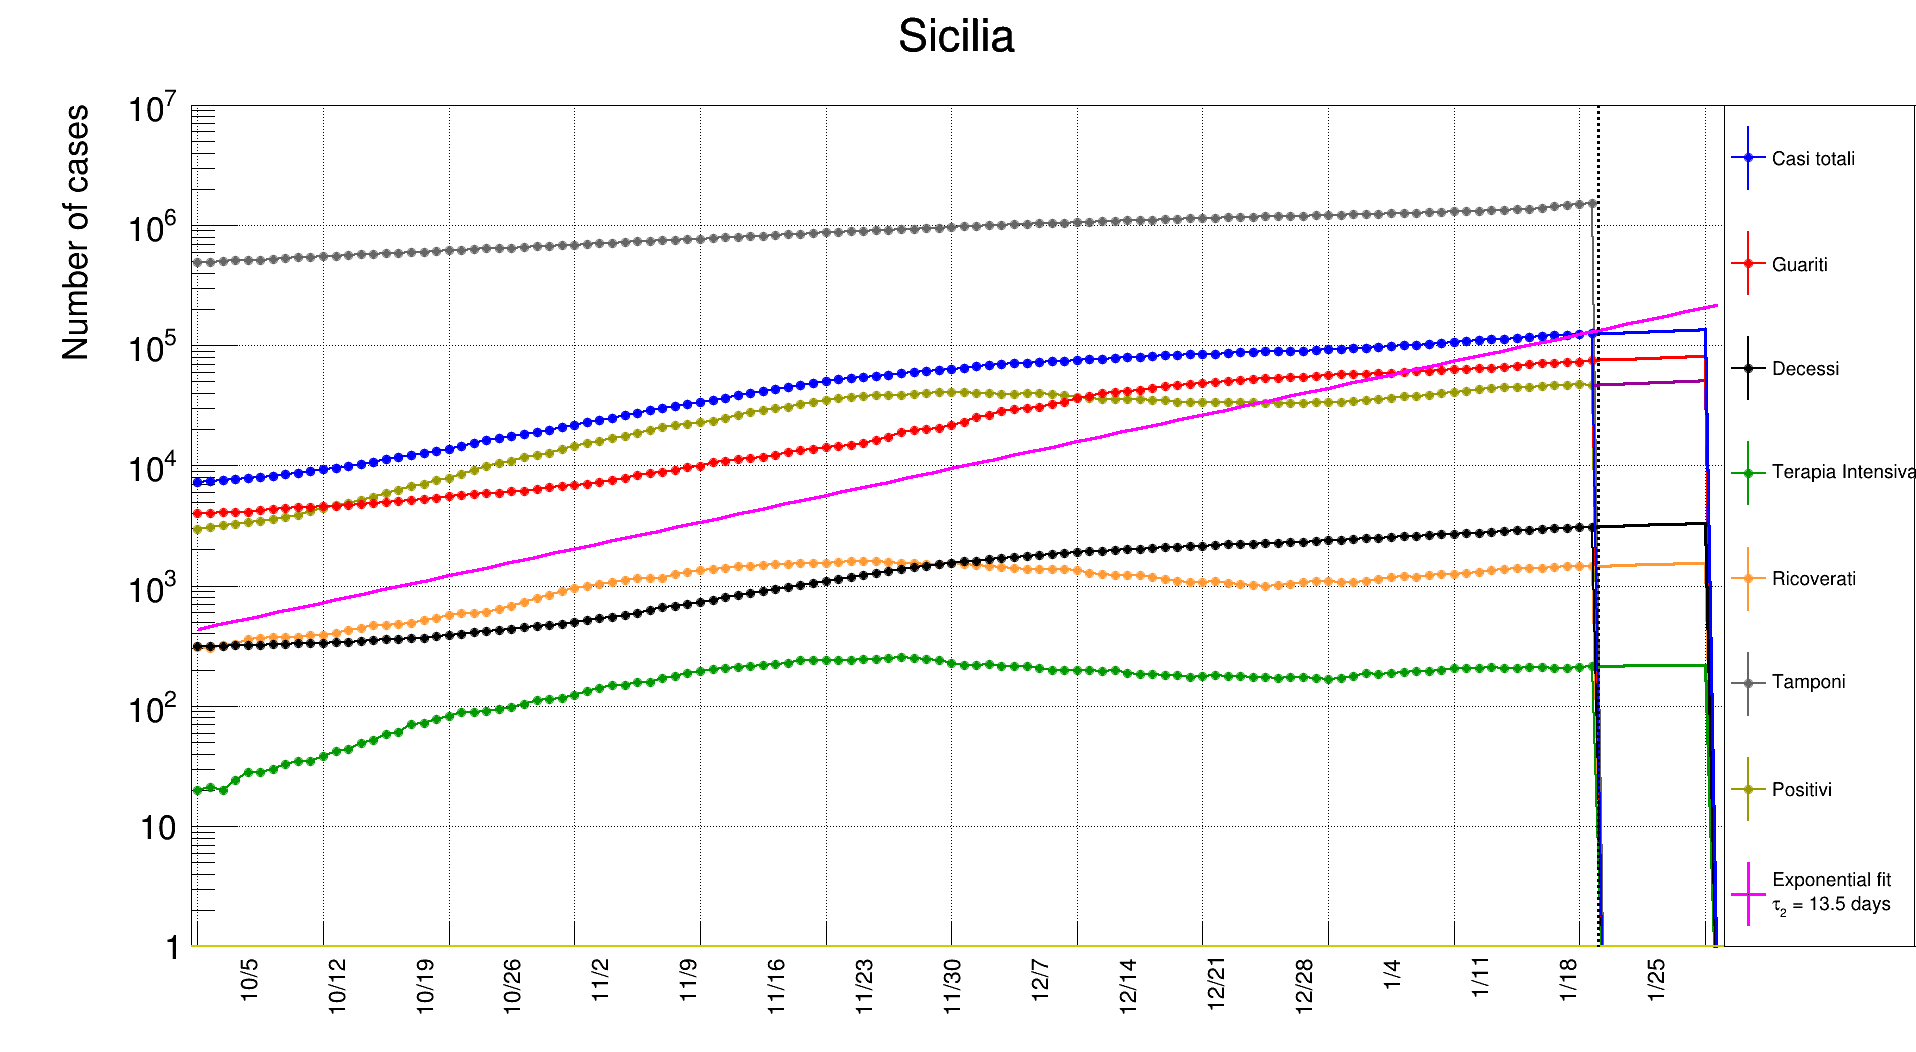 Sicilia
Number of cases
10^7
10^6
10^5
10^4
10^3
10^2
10
1
10/5
10/12
10/19
10/26
11/2
11/9
11/16
11/23
11/30
12/7
12/14
12/21
12/28
1/4
1/11
1/18
1/25
Casi totali
Guariti
Decessi
Terapia Intensiva
Ricoverati
Tamponi
Positivi
Exponential fit
τ₂ = 13.5 days